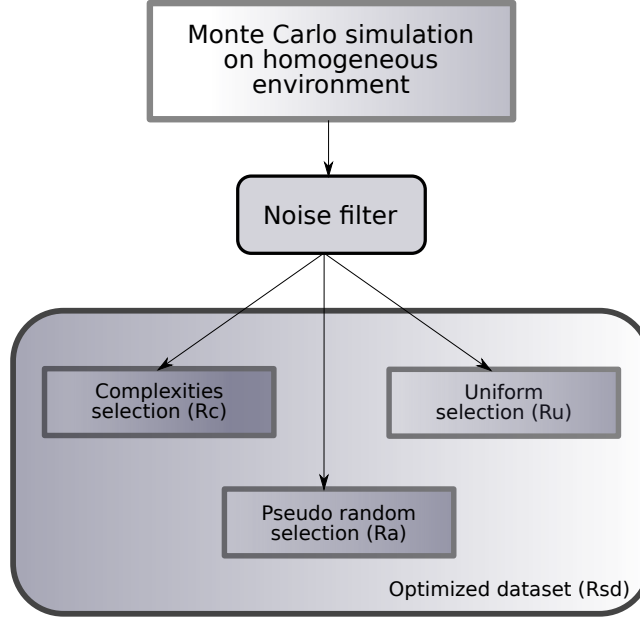 Monte Carlo simulation
on homogeneous
environment
Noise filter
Complexities
selection (Rc)
Uniform
selection (Ru)
Pseudo random
selection (Ra)
Optimized dataset (Rsd)